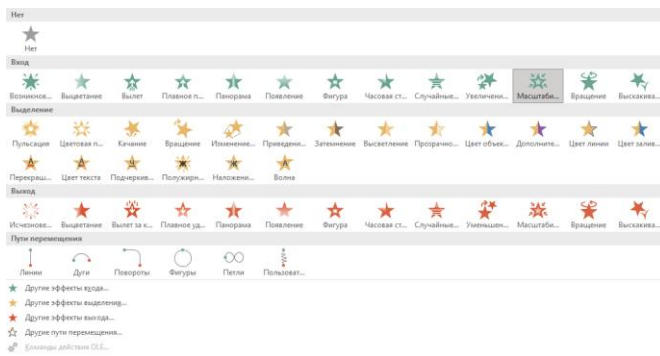 Нет
Нет
Вход
Возникнов... Выцветание Вылет Плавное п... Панорама Появление Фигура Часовая ст... Случайные... Увеличени... Масштаби... Вращение Выскакива...
Выделение
Пульсация Цветовая п... Качание Вращение Изменение... Приведени... Затемнение Высветление Прозрачно... Цвет объек... Дополните... Цвет линии Цвет залив...
Перекраш... Цвет текста Подчеркив... Полужирн... Наложени... Волна
Выход
Исчезнове... Выцветание Вылет за к... Плавное уд... Панорама Появление Фигура Часовая ст... Случайные... Уменьшен... Масштаби... Вращение Выскакива...
Пути перемещения
Линии Дуги Повороты Фигуры Петли Пользоват...
Другие эффекты входа...
Другие эффекты выделения...
Другие эффекты выхода...
Другие пути перемещения...
Команды действия OLE...